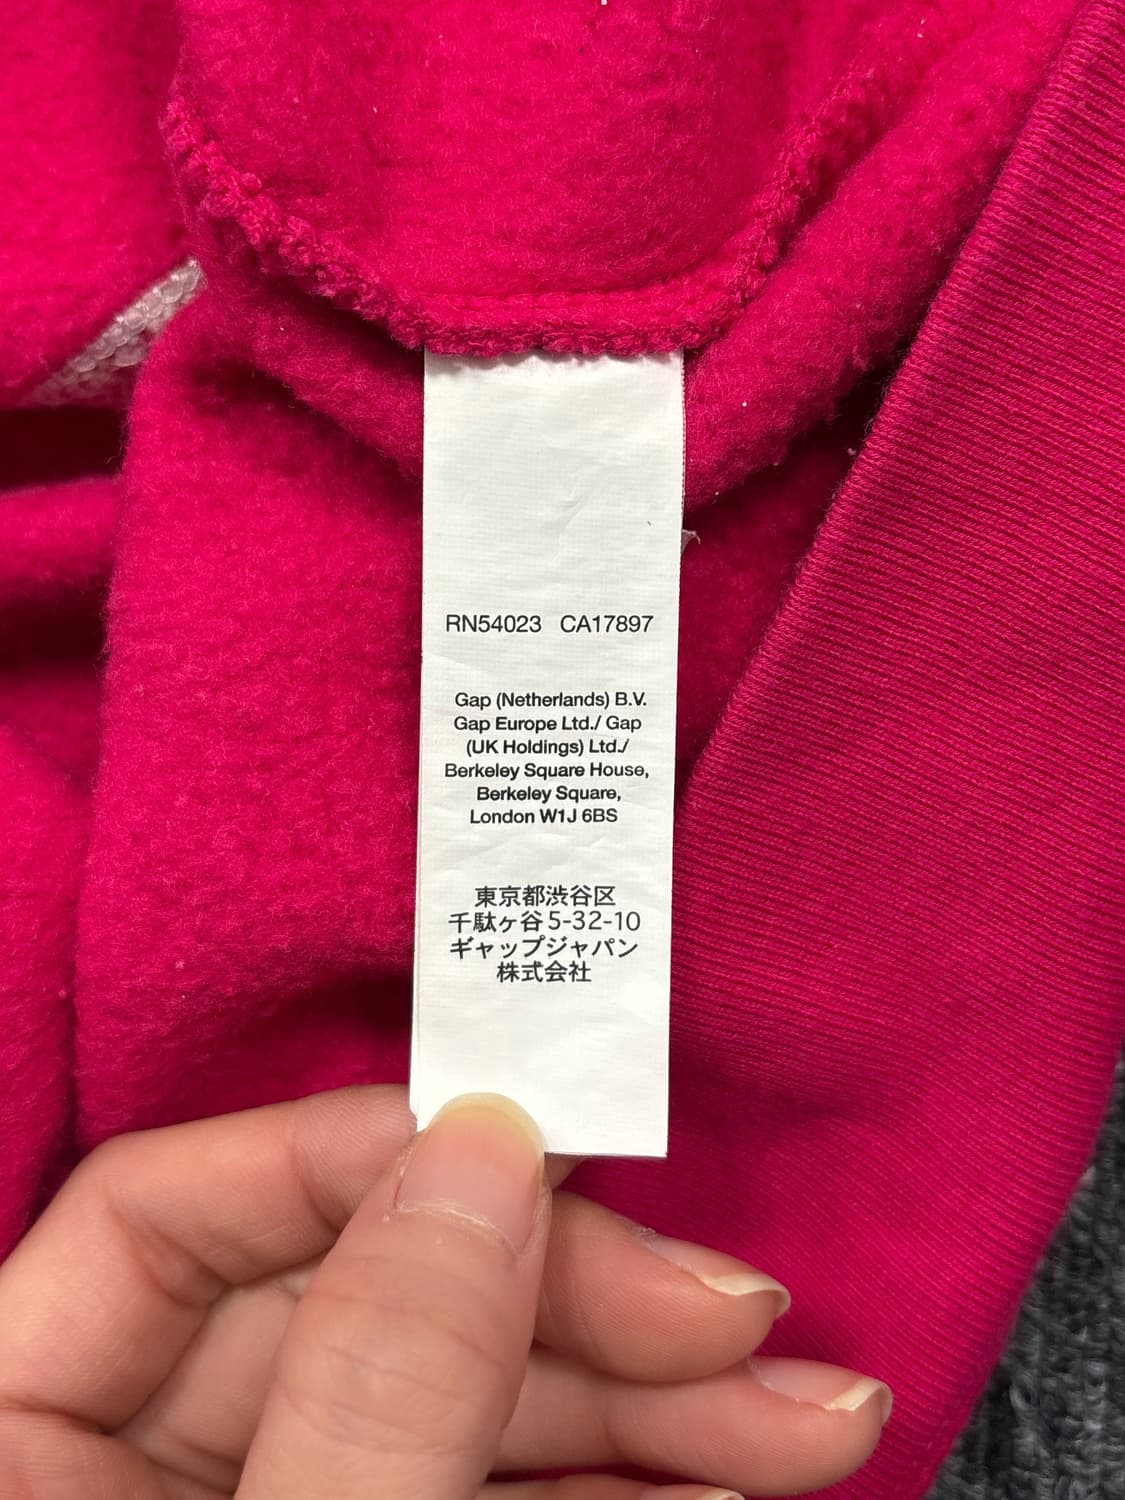 RN54023 CA17897
Gap (Netherlands) B.V.
Gap Europe Ltd./ Gap
(UK Holdings) Ltd./
Berkeley Square House,
Berkeley Square,
London W1J 6BS
東京都渋谷区
千駄ヶ谷5-32-10
ギャップジャパン
株式会社